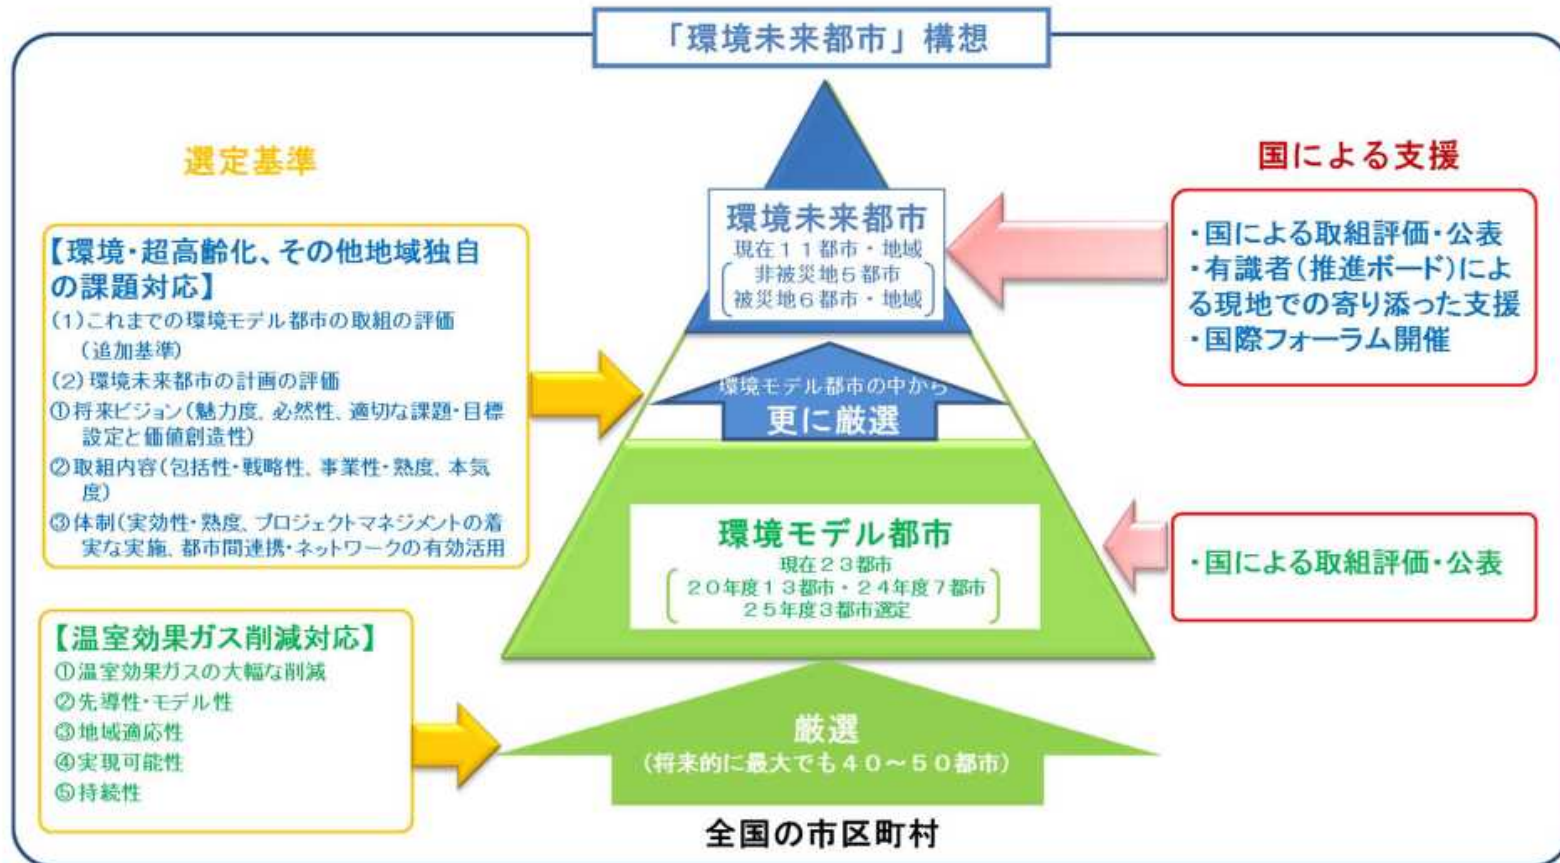 「環境未来都市」構想
選定基準
【環境・超高齢化、その他地域独自
の課題対応】
(1)これまでの環境モデル都市の取組の評価
(追加基準)
(2)環境未来都市の計画の評価
①将来ビジョン(魅力度、必然性、適切な課題・目標
設定と価値創造性)
②取組内容(包括性・戦略性、事業性・熟度、本気
度)
③体制(実効性・熟度、プロジェクトマネジメントの着
実な実施、都市間連携・ネットワークの有効活用
【温室効果ガス削減対応】
①温室効果ガスの大幅な削減
②先導性・モデル性
③地域適応性
④実現可能性
⑤持続性
環境未来都市
現在11都市・地域
非被災地5都市
被災地6都市・地域
環境モデル都市の中から
更に厳選
環境モデル都市
現在23都市
20年度13都市・24年度7都市
25年度3都市選定
厳選
(将来的に最大でも40~50都市)
全国の市区町村
国による支援
・国による取組評価・公表
・有識者(推進ボード)によ
る現地での寄り添った支援
・国際フォーラム開催
・国による取組評価・公表